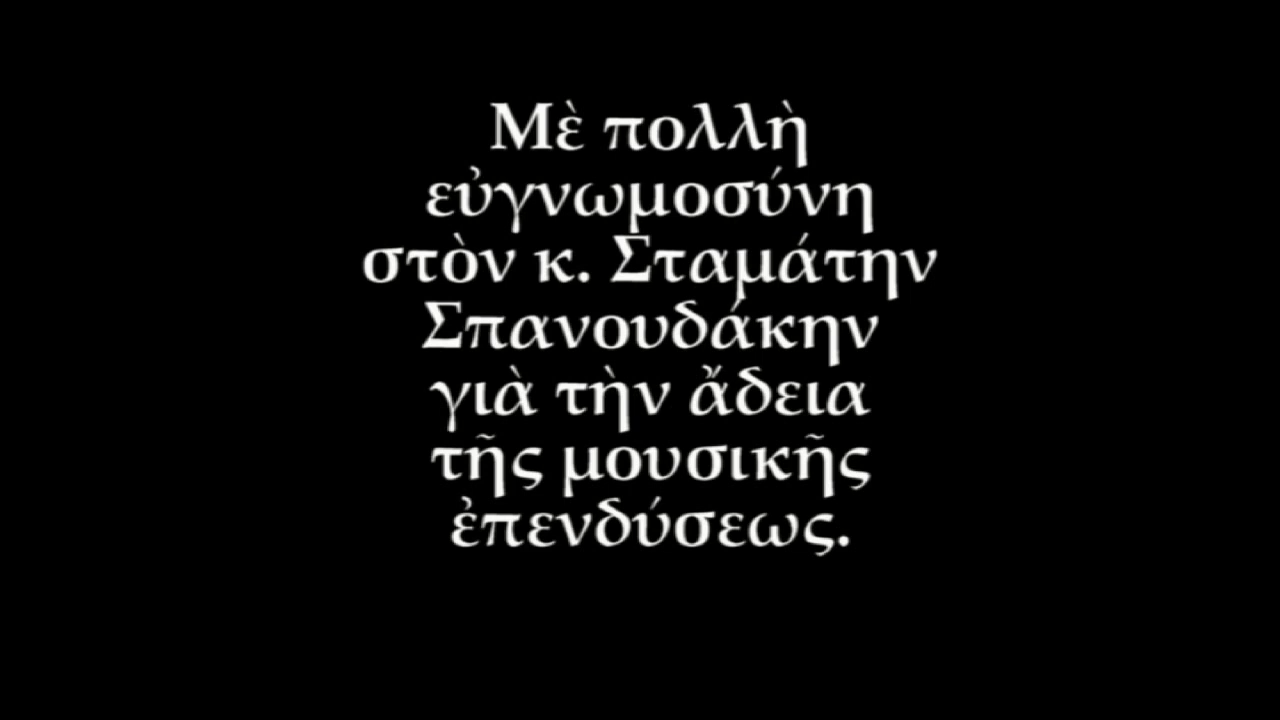 Μὲ πολλὴ
εὐγνωμοσύνη
στὸν κ. Σταμάτην
Σπανουδάκην
γιὰ τὴν ἄδεια
τῆς μουσικῆς
ἐπενδύσεως.